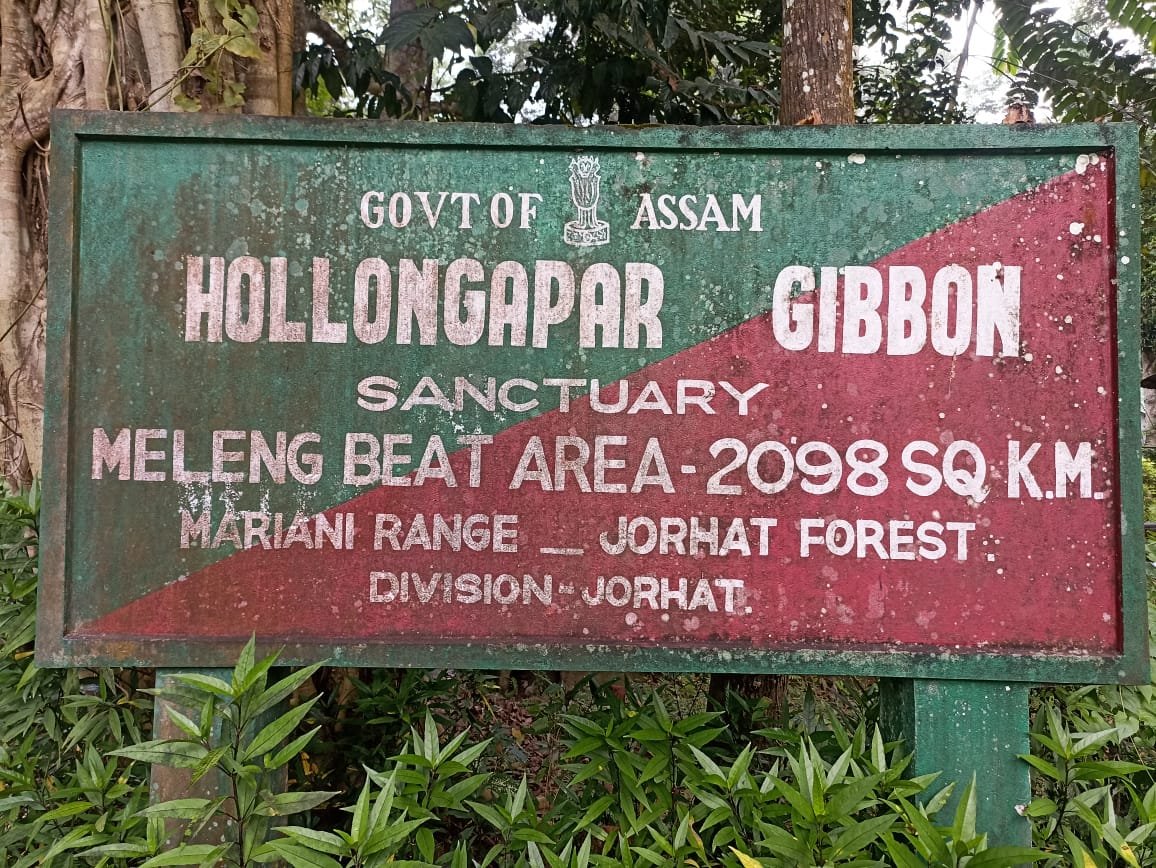 GOVT OF ASSAM
HOLLONGAPAR GIBBON
SANCTUARY
MELENG BEAT AREA-2098 SQ K.M.
MARIANI RANGE _ JORHAT FOREST.
DIVISION-JORHAT.